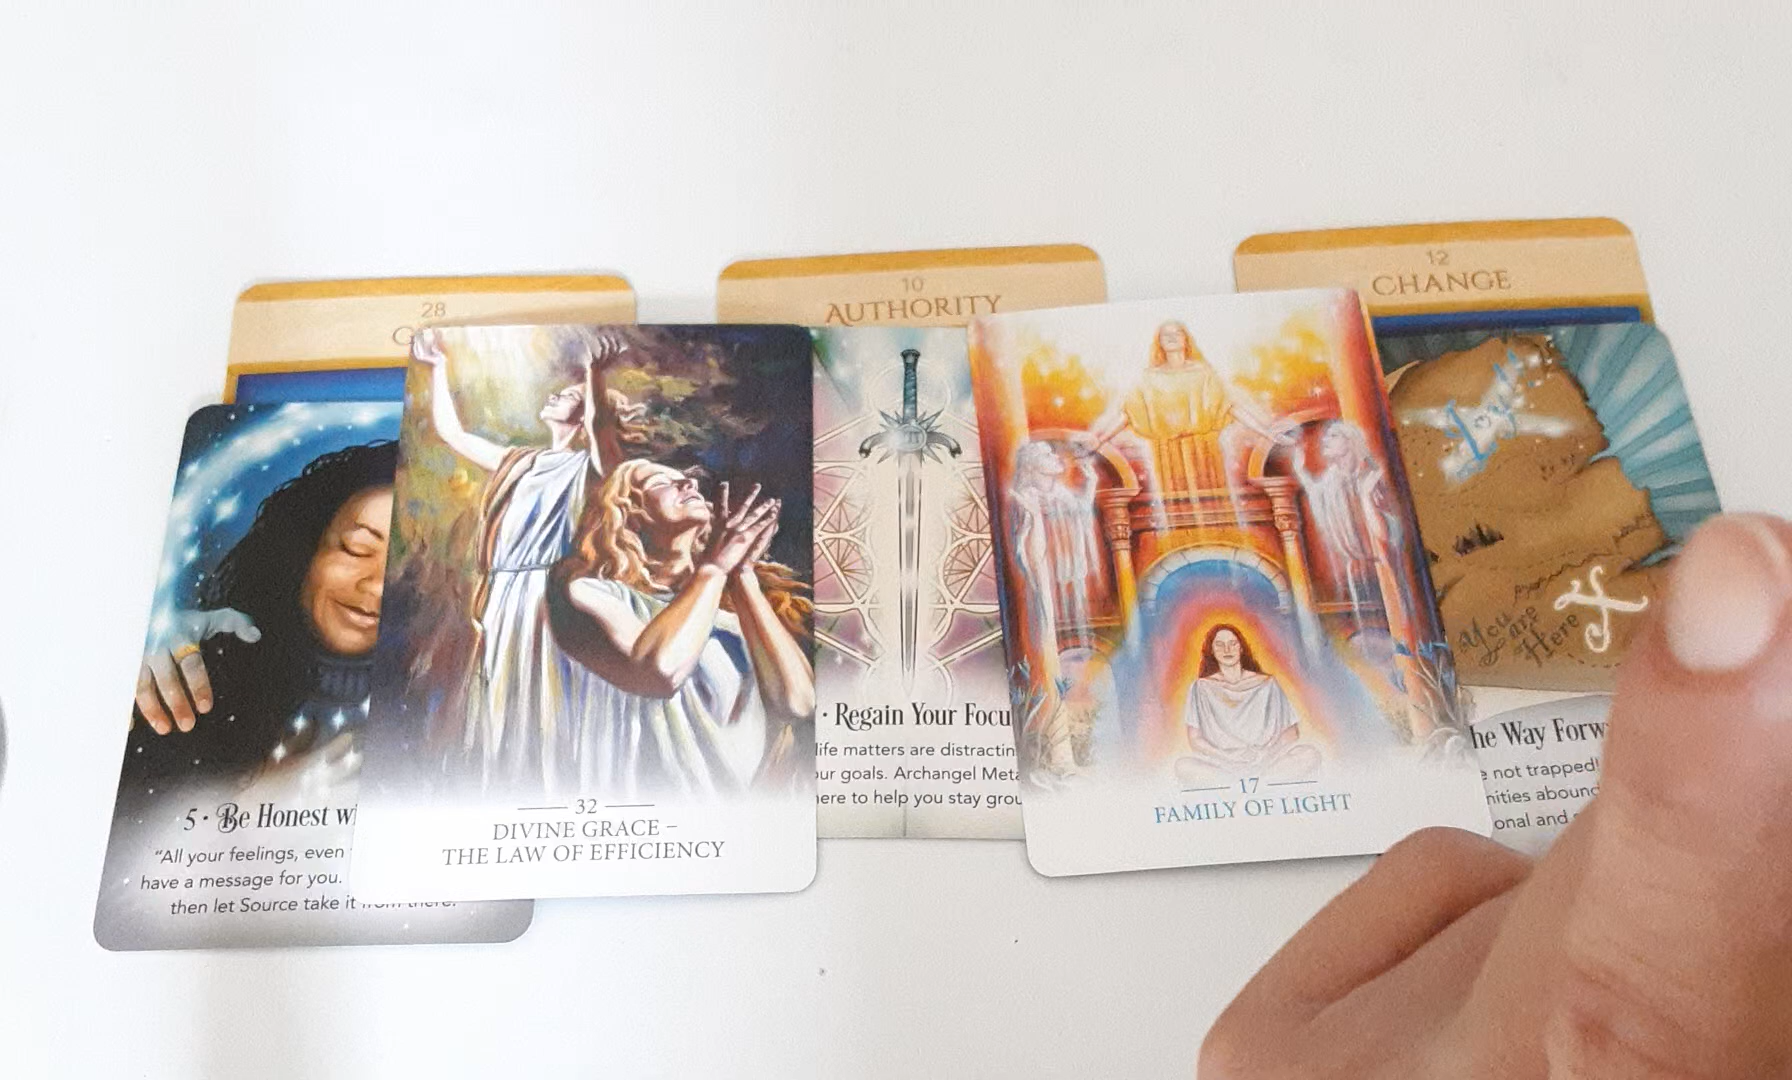 28
10
AUTHORITY
12
CHANGE
Joy!
You
are
Here
5 · Be Honest
"All your feelings, even
have a message for you.
then let Source take it from there.
32
DIVINE GRACE –
THE LAW OF EFFICIENCY
· Regain Your Focu
life matters are distractin
ur goals. Archangel Meta
ere to help you stay grou
17
FAMILY OF LIGHT
he Way Forw
e not trapped!
nities abound
onal and